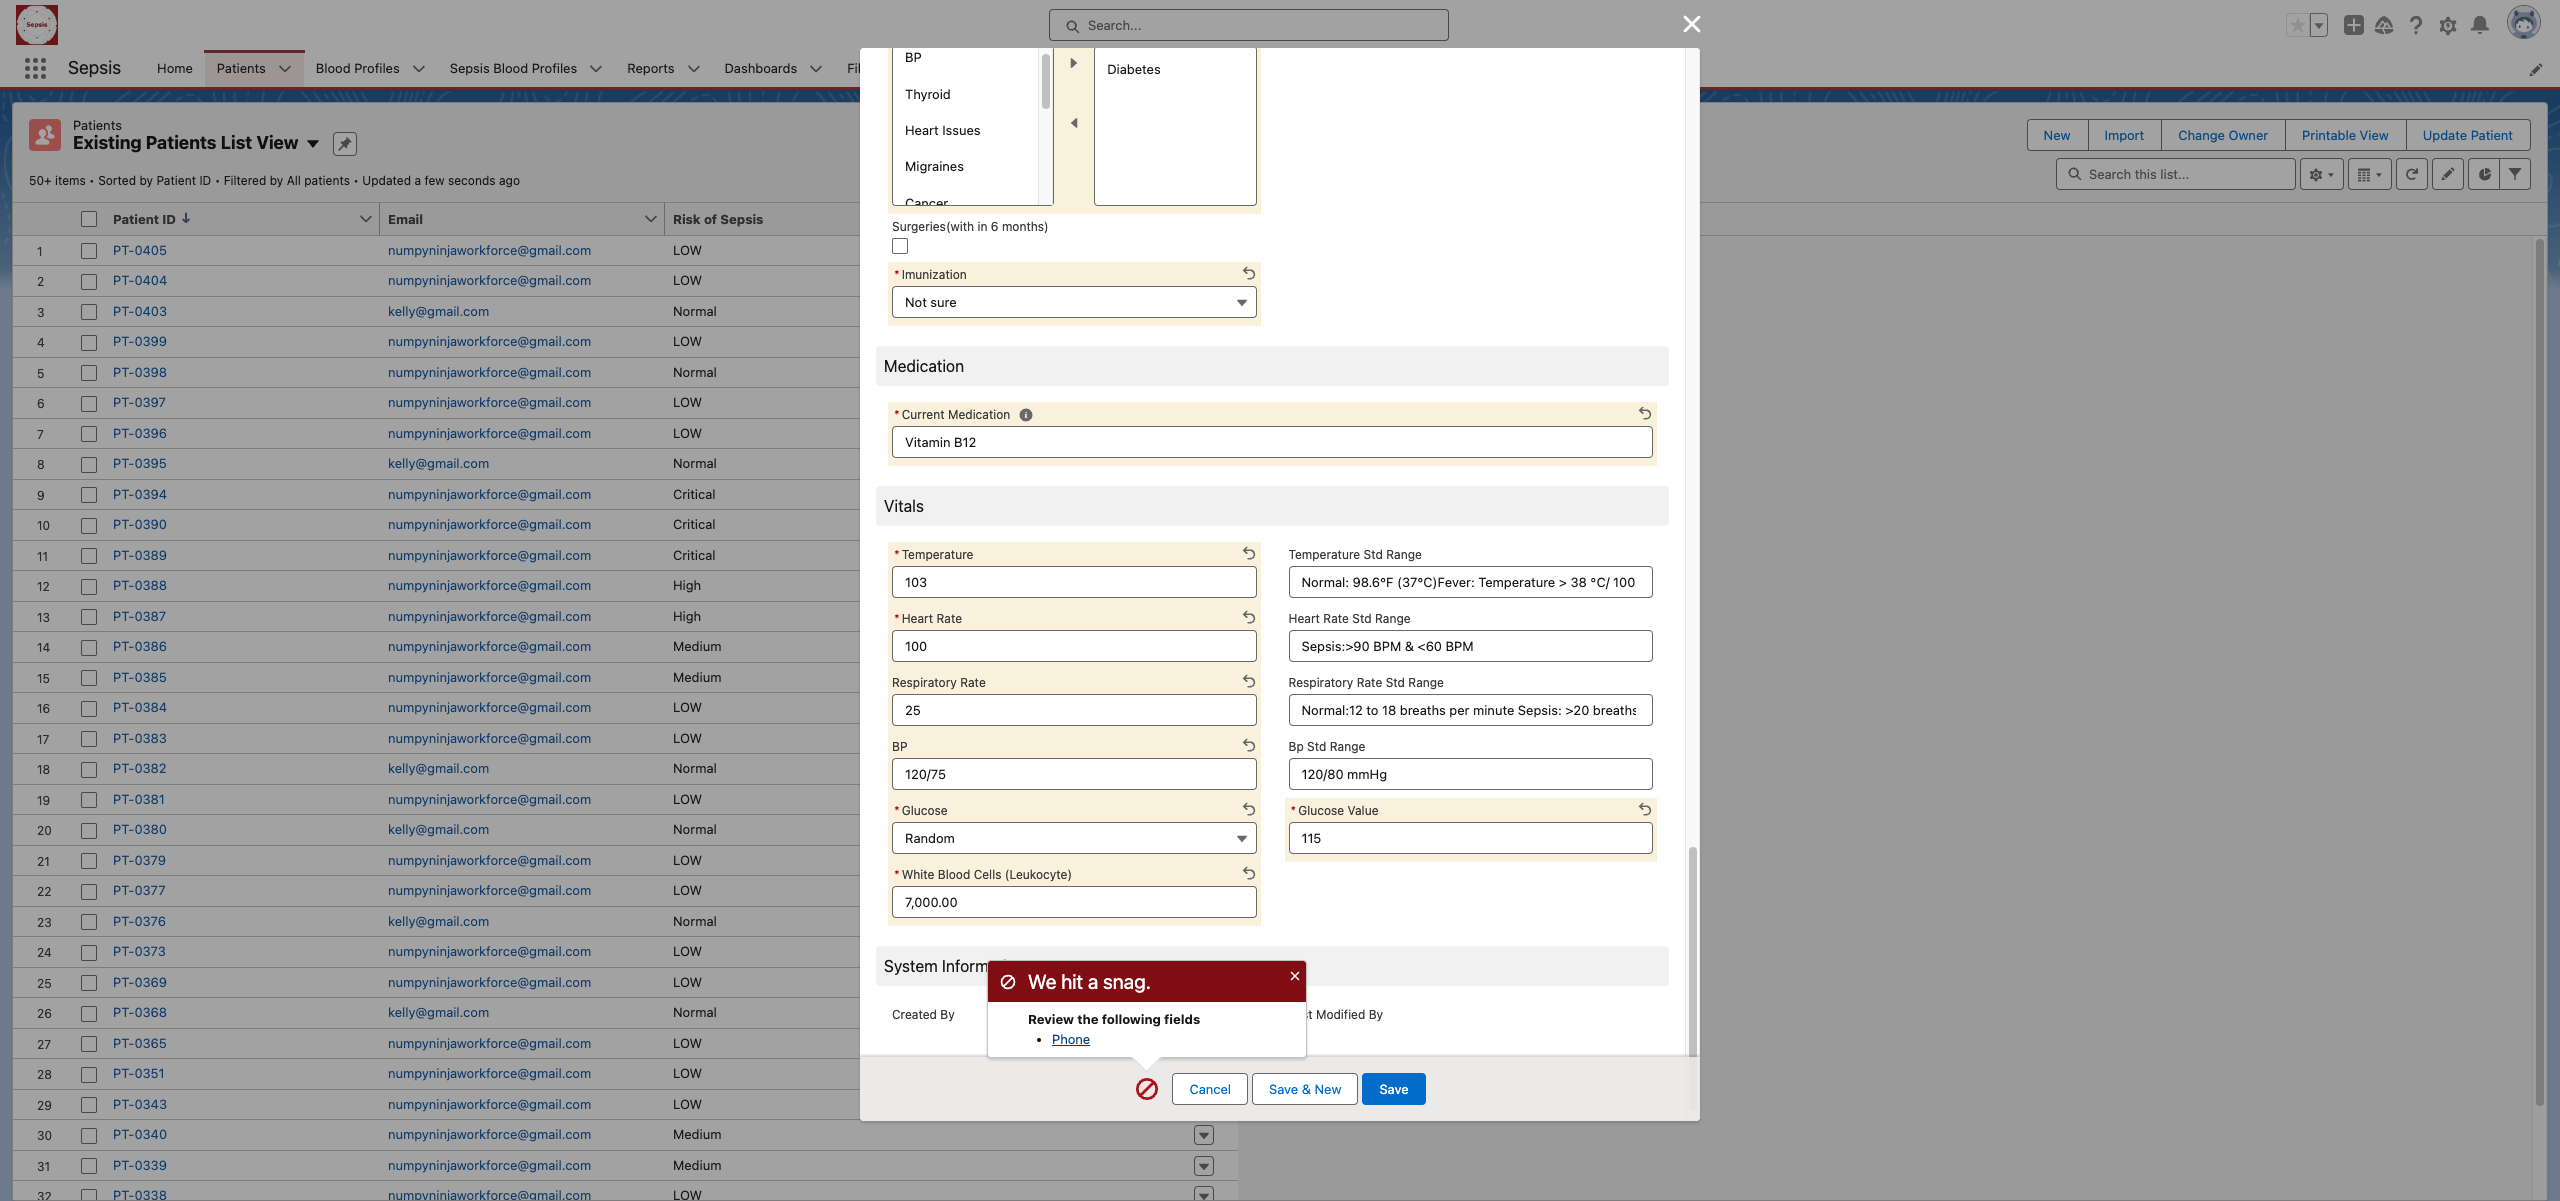 Sepsis
Search...
Sepsis
Home
Patients
Blood Profiles
Sepsis Blood Profiles
Reports
Dashboards
Patients
Existing Patients List View
50+ items • Sorted by Patient ID • Filtered by All patients • Updated a few seconds ago
New
Import
Change Owner
Printable View
Update Patient
Search this list...
Patient ID
Email
Risk of Sepsis
1 PT-0405 numpyninjaworkforce@gmail.com LOW
2 PT-0404 numpyninjaworkforce@gmail.com LOW
3 PT-0403 kelly@gmail.com Normal
4 PT-0399 numpyninjaworkforce@gmail.com LOW
5 PT-0398 numpyninjaworkforce@gmail.com Normal
6 PT-0397 numpyninjaworkforce@gmail.com LOW
7 PT-0396 numpyninjaworkforce@gmail.com LOW
8 PT-0395 kelly@gmail.com Normal
9 PT-0394 numpyninjaworkforce@gmail.com Critical
10 PT-0390 numpyninjaworkforce@gmail.com Critical
11 PT-0389 numpyninjaworkforce@gmail.com Critical
12 PT-0388 numpyninjaworkforce@gmail.com High
13 PT-0387 numpyninjaworkforce@gmail.com High
14 PT-0386 numpyninjaworkforce@gmail.com Medium
15 PT-0385 numpyninjaworkforce@gmail.com Medium
16 PT-0384 numpyninjaworkforce@gmail.com LOW
17 PT-0383 numpyninjaworkforce@gmail.com LOW
18 PT-0382 kelly@gmail.com Normal
19 PT-0381 numpyninjaworkforce@gmail.com LOW
20 PT-0380 kelly@gmail.com Normal
21 PT-0379 numpyninjaworkforce@gmail.com LOW
22 PT-0377 numpyninjaworkforce@gmail.com LOW
23 PT-0376 kelly@gmail.com Normal
24 PT-0373 numpyninjaworkforce@gmail.com LOW
25 PT-0369 numpyninjaworkforce@gmail.com LOW
26 PT-0368 kelly@gmail.com Normal
27 PT-0365 numpyninjaworkforce@gmail.com LOW
28 PT-0351 numpyninjaworkforce@gmail.com LOW
29 PT-0343 numpyninjaworkforce@gmail.com LOW
30 PT-0340 numpyninjaworkforce@gmail.com Medium
31 PT-0339 numpyninjaworkforce@gmail.com Medium
32 PT-0338 numpyninjaworkforce@gmail.com LOW
BP
Thyroid
Heart Issues
Migraines
Cancer
Diabetes
Surgeries(with in 6 months)
* Imunization
Not sure
Medication
* Current Medication
Vitamin B12
Vitals
* Temperature
103
Temperature Std Range
Normal: 98.6°F (37°C)Fever: Temperature > 38 °C/ 100
* Heart Rate
100
Heart Rate Std Range
Sepsis:>90 BPM & <60 BPM
Respiratory Rate
25
Respiratory Rate Std Range
Normal:12 to 18 breaths per minute Sepsis: >20 breaths
BP
120/75
Bp Std Range
120/80 mmHg
* Glucose
Random
* Glucose Value
115
* White Blood Cells (Leukocyte)
7,000.00
System Inform
We hit a snag.
Review the following fields
• Phone
Created By
t Modified By
Cancel
Save & New
Save